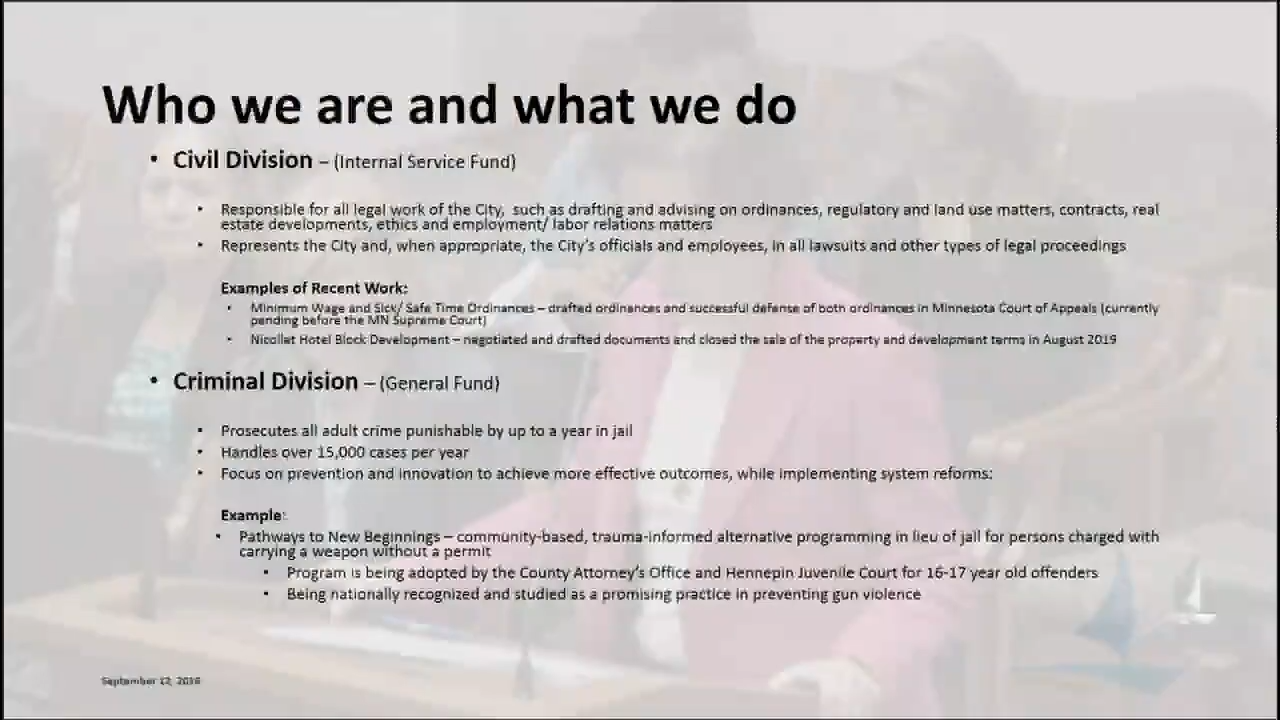 Who we are and what we do
• Civil Division – (Internal Service Fund)
• Responsible for all legal work of the City, such as drafting and advising on ordinances, regulatory and land use matters, contracts, real
estate developments, ethics and employment/ labor relations matters
• Represents the City and, when appropriate, the City's officials and employees, in all lawsuits and other types of legal proceedings
Examples of Recent Work:
• Minimum Wage and Sick/ Safe Time Ordinances – drafted ordinances and successful defense of both ordinances in Minnesota Court of Appeals (currently
pending before the MN Supreme Court)
• Nicollet Hotel Block Development – negotiated and drafted documents and closed the sale of the property and development terms in August 2019
• Criminal Division – (General Fund)
• Prosecutes all adult crime punishable by up to a year in jail
• Handles over 15,000 cases per year
• Focus on prevention and innovation to achieve more effective outcomes, while implementing system reforms:
Example:
• Pathways to New Beginnings – community-based, trauma-informed alternative programming in lieu of jail for persons charged with
carrying a weapon without a permit
• Program is being adopted by the County Attorney's Office and Hennepin Juvenile Court for 16-17 year old offenders
• Being nationally recognized and studied as a promising practice in preventing gun violence
September